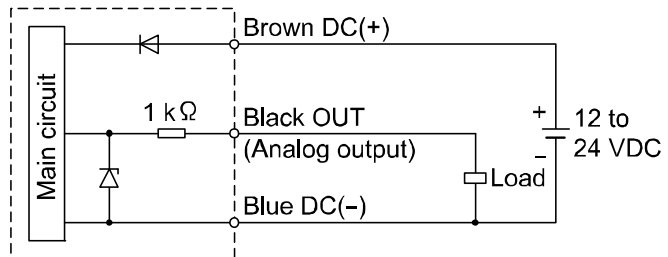 Brown DC(+)
Main circuit
1 kΩ
Black OUT
(Analog output)
+
12 to
24 VDC
−
Load
Blue DC(−)